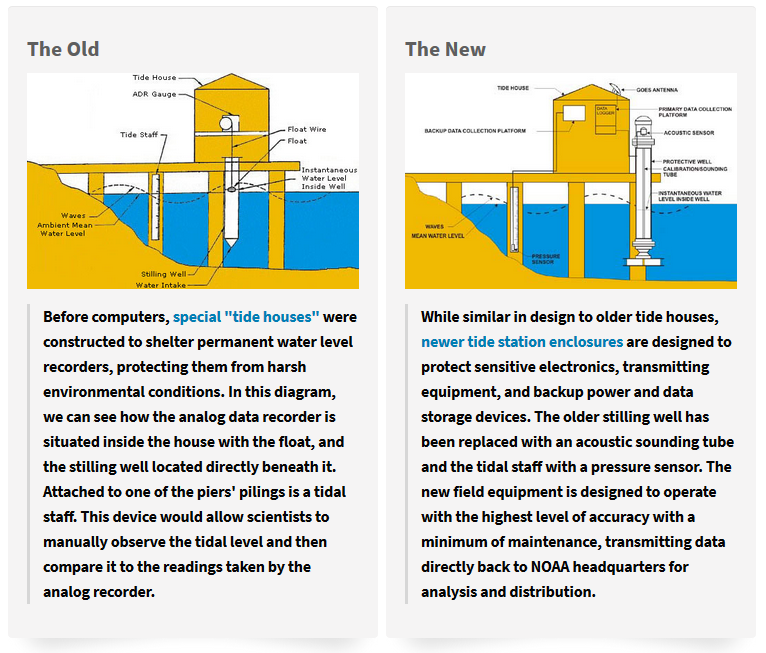 The Old
Tide House
ADR Gauge
Tide Staff
Float Wire
Float
Instantaneous
Water Level
Inside Well
Waves
Ambient Mean
Water Level
Stilling Well
Water Intake
Before computers, special "tide houses" were
constructed to shelter permanent water level
recorders, protecting them from harsh
environmental conditions. In this diagram,
we can see how the analog data recorder is
situated inside the house with the float, and
the stilling well located directly beneath it.
Attached to one of the piers' pilings is a tidal
staff. This device would allow scientists to
manually observe the tidal level and then
compare it to the readings taken by the
analog recorder.
The New
TIDE HOUSE
GOES ANTENNA
DATA
LOGGER
PRIMARY DATA COLLECTION
PLATFORM
BACKUP DATA COLLECTION PLATFORM
ACOUSTIC SENSOR
PROTECTIVE WELL
CALIBRATION/SOUNDING
TUBE
INSTANTANEOUS WATER
LEVEL INSIDE WELL
WAVES
MEAN WATER LEVEL
PRESSURE
SENSOR
While similar in design to older tide houses,
newer tide station enclosures are designed to
protect sensitive electronics, transmitting
equipment, and backup power and data
storage devices. The older stilling well has
been replaced with an acoustic sounding tube
and the tidal staff with a pressure sensor. The
new field equipment is designed to operate
with the highest level of accuracy with a
minimum of maintenance, transmitting data
directly back to NOAA headquarters for
analysis and distribution.